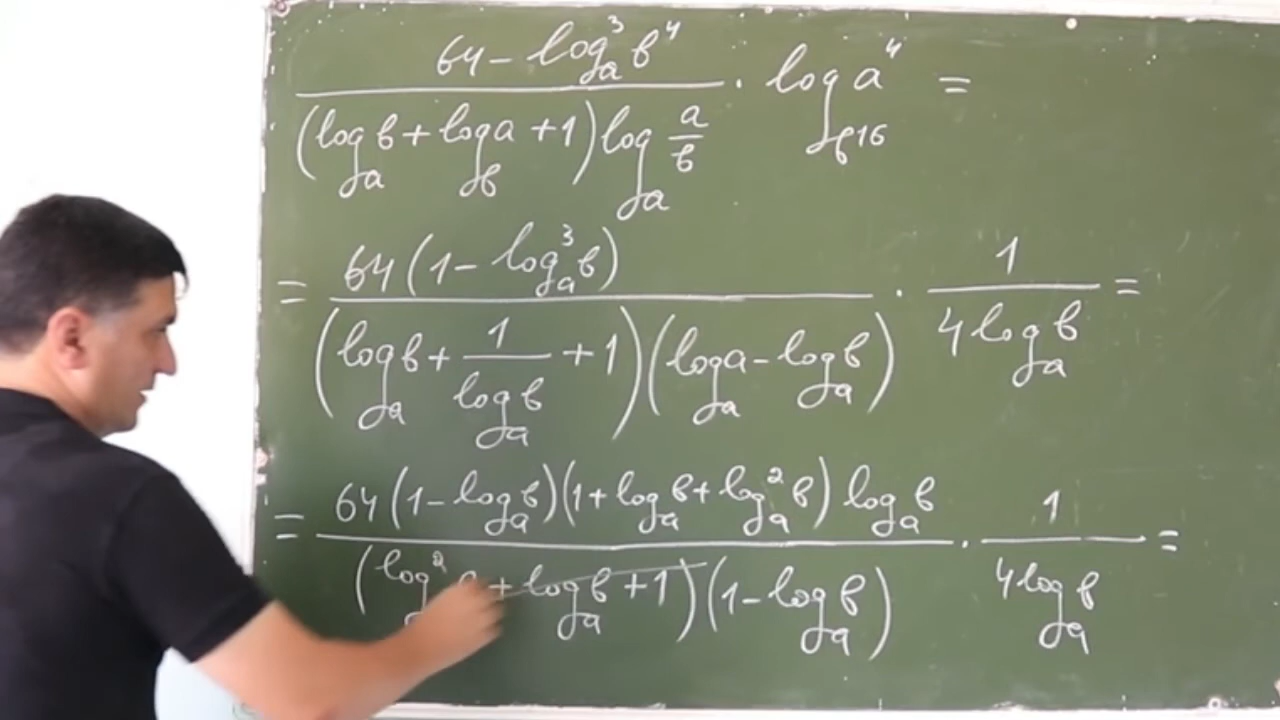 (64 - log_a^3 b^4) / ((log_a b + log_b a + 1) log_a (a/b)) · log_{b^16} a^4 =
= 64(1 - log_a^3 b) / ((log_a b + 1/(log_a b) + 1)(log_a a - log_a b)) · 1/(4 log_a b) =
= 64(1 - log_a b)(1 + log_a b + log_a^2 b) log_a b / ((log^2 + log_a b + 1)(1 - log_a b)) · 1/(4 log_a b) =